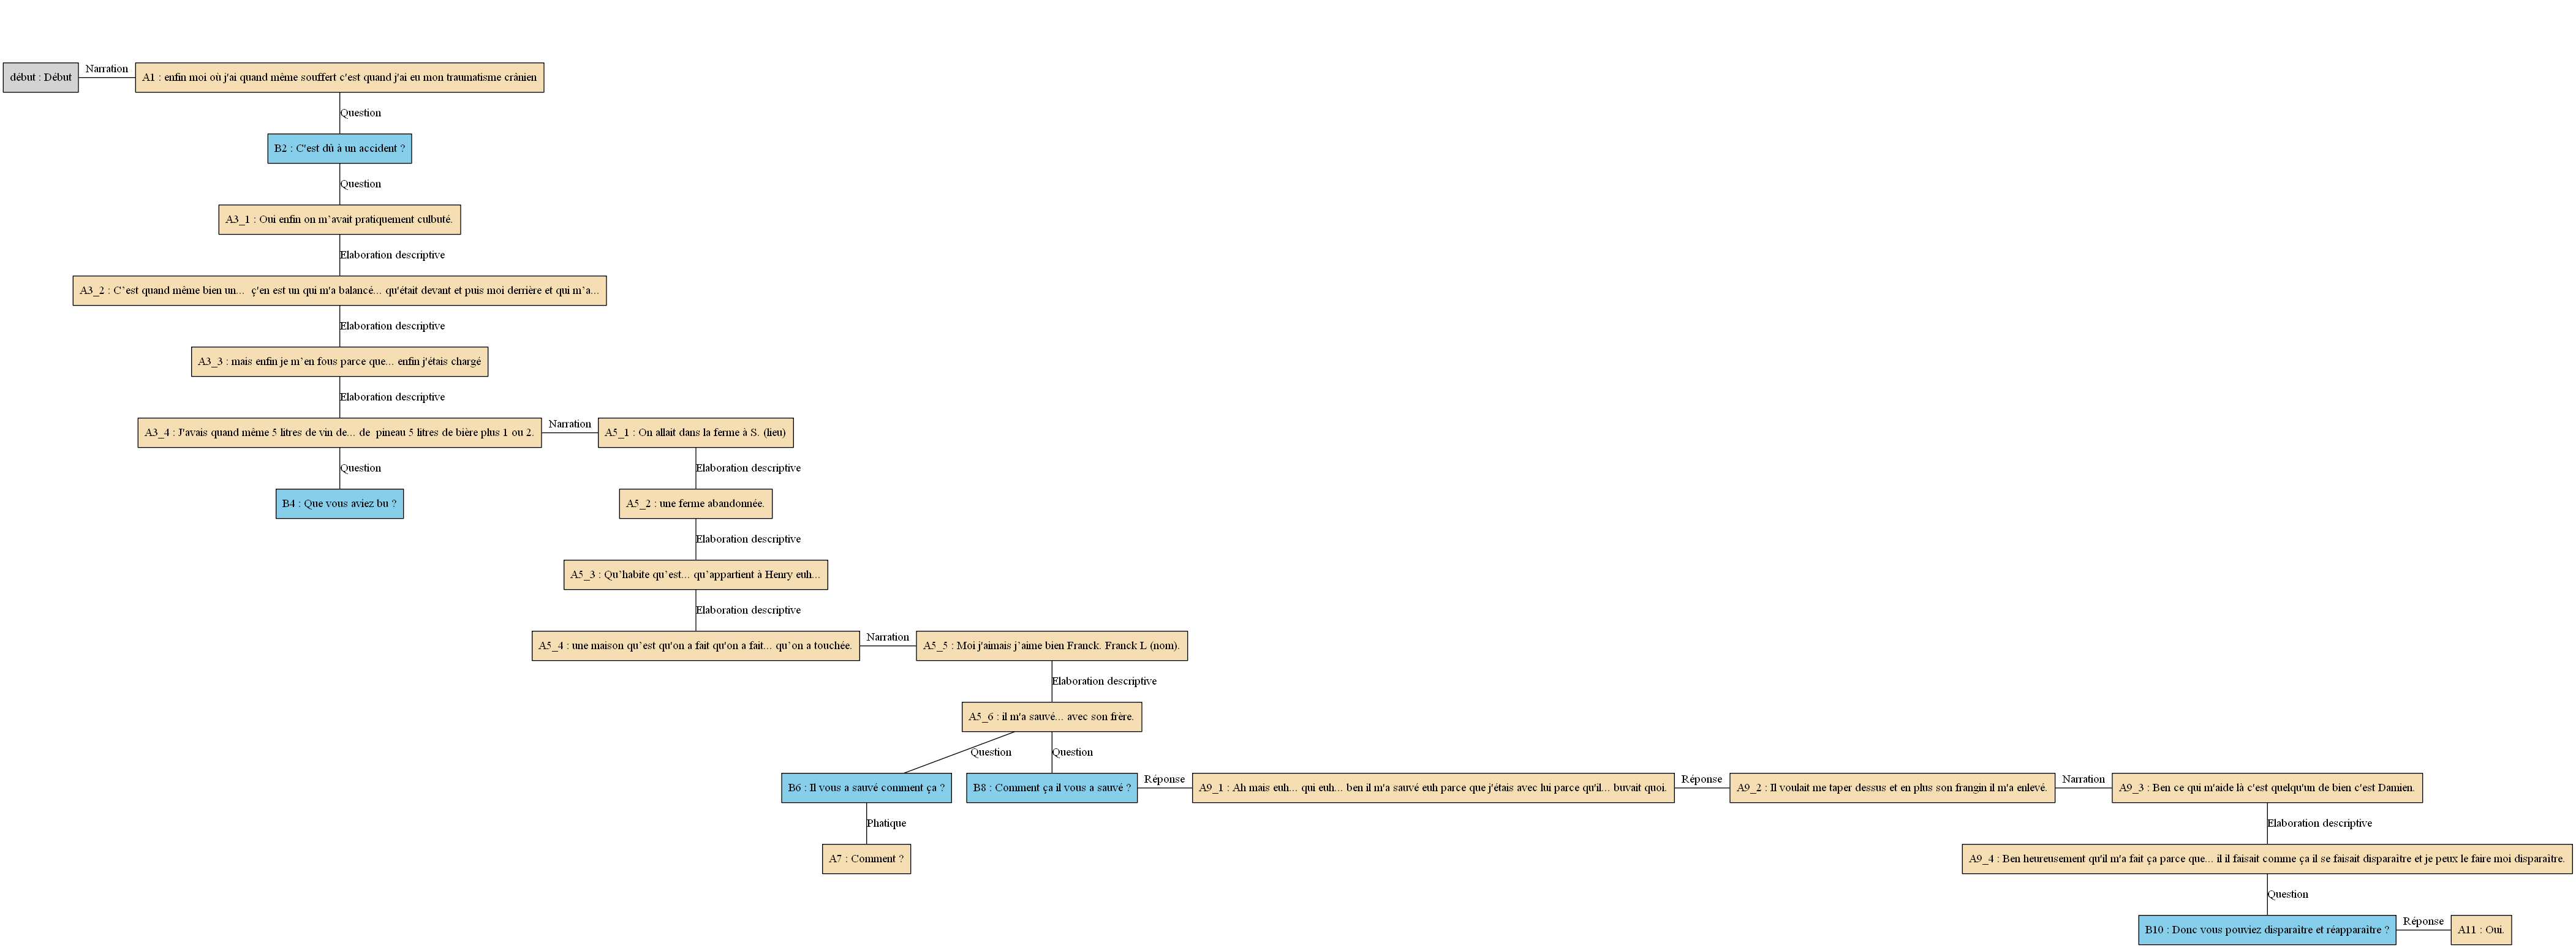 début : Début
Narration
A1 : enfin moi où j'ai quand même souffert c'est quand j'ai eu mon traumatisme crânien
Question
B2 : C'est dû à un accident ?
Question
A3_1 : Oui enfin on m’avait pratiquement culbuté.
Elaboration descriptive
A3_2 : C’est quand même bien un...  ç'en est un qui m'a balancé... qu'était devant et puis moi derrière et qui m’a...
Elaboration descriptive
A3_3 : mais enfin je m’en fous parce que... enfin j'étais chargé
Elaboration descriptive
A3_4 : J'avais quand même 5 litres de vin de... de  pineau 5 litres de bière plus 1 ou 2.
Narration
A5_1 : On allait dans la ferme à S. (lieu)
Question
Elaboration descriptive
B4 : Que vous aviez bu ?
A5_2 : une ferme abandonnée.
Elaboration descriptive
A5_3 : Qu’habite qu’est... qu’appartient à Henry euh...
Elaboration descriptive
A5_4 : une maison qu’est qu'on a fait qu'on a fait... qu’on a touchée.
Narration
A5_5 : Moi j'aimais j’aime bien Franck. Franck L (nom).
Elaboration descriptive
A5_6 : il m'a sauvé... avec son frère.
Question
Question
B6 : Il vous a sauvé comment ça ?
B8 : Comment ça il vous a sauvé ?
Réponse
A9_1 : Ah mais euh... qui euh... ben il m'a sauvé euh parce que j'étais avec lui parce qu'il... buvait quoi.
Réponse
A9_2 : Il voulait me taper dessus et en plus son frangin il m'a enlevé.
Narration
A9_3 : Ben ce qui m'aide là c'est quelqu'un de bien c'est Damien.
Phatique
Elaboration descriptive
A7 : Comment ?
A9_4 : Ben heureusement qu'il m'a fait ça parce que... il il faisait comme ça il se faisait disparaître et je peux le faire moi disparaître.
Question
B10 : Donc vous pouviez disparaître et réapparaître ?
Réponse
A11 : Oui.